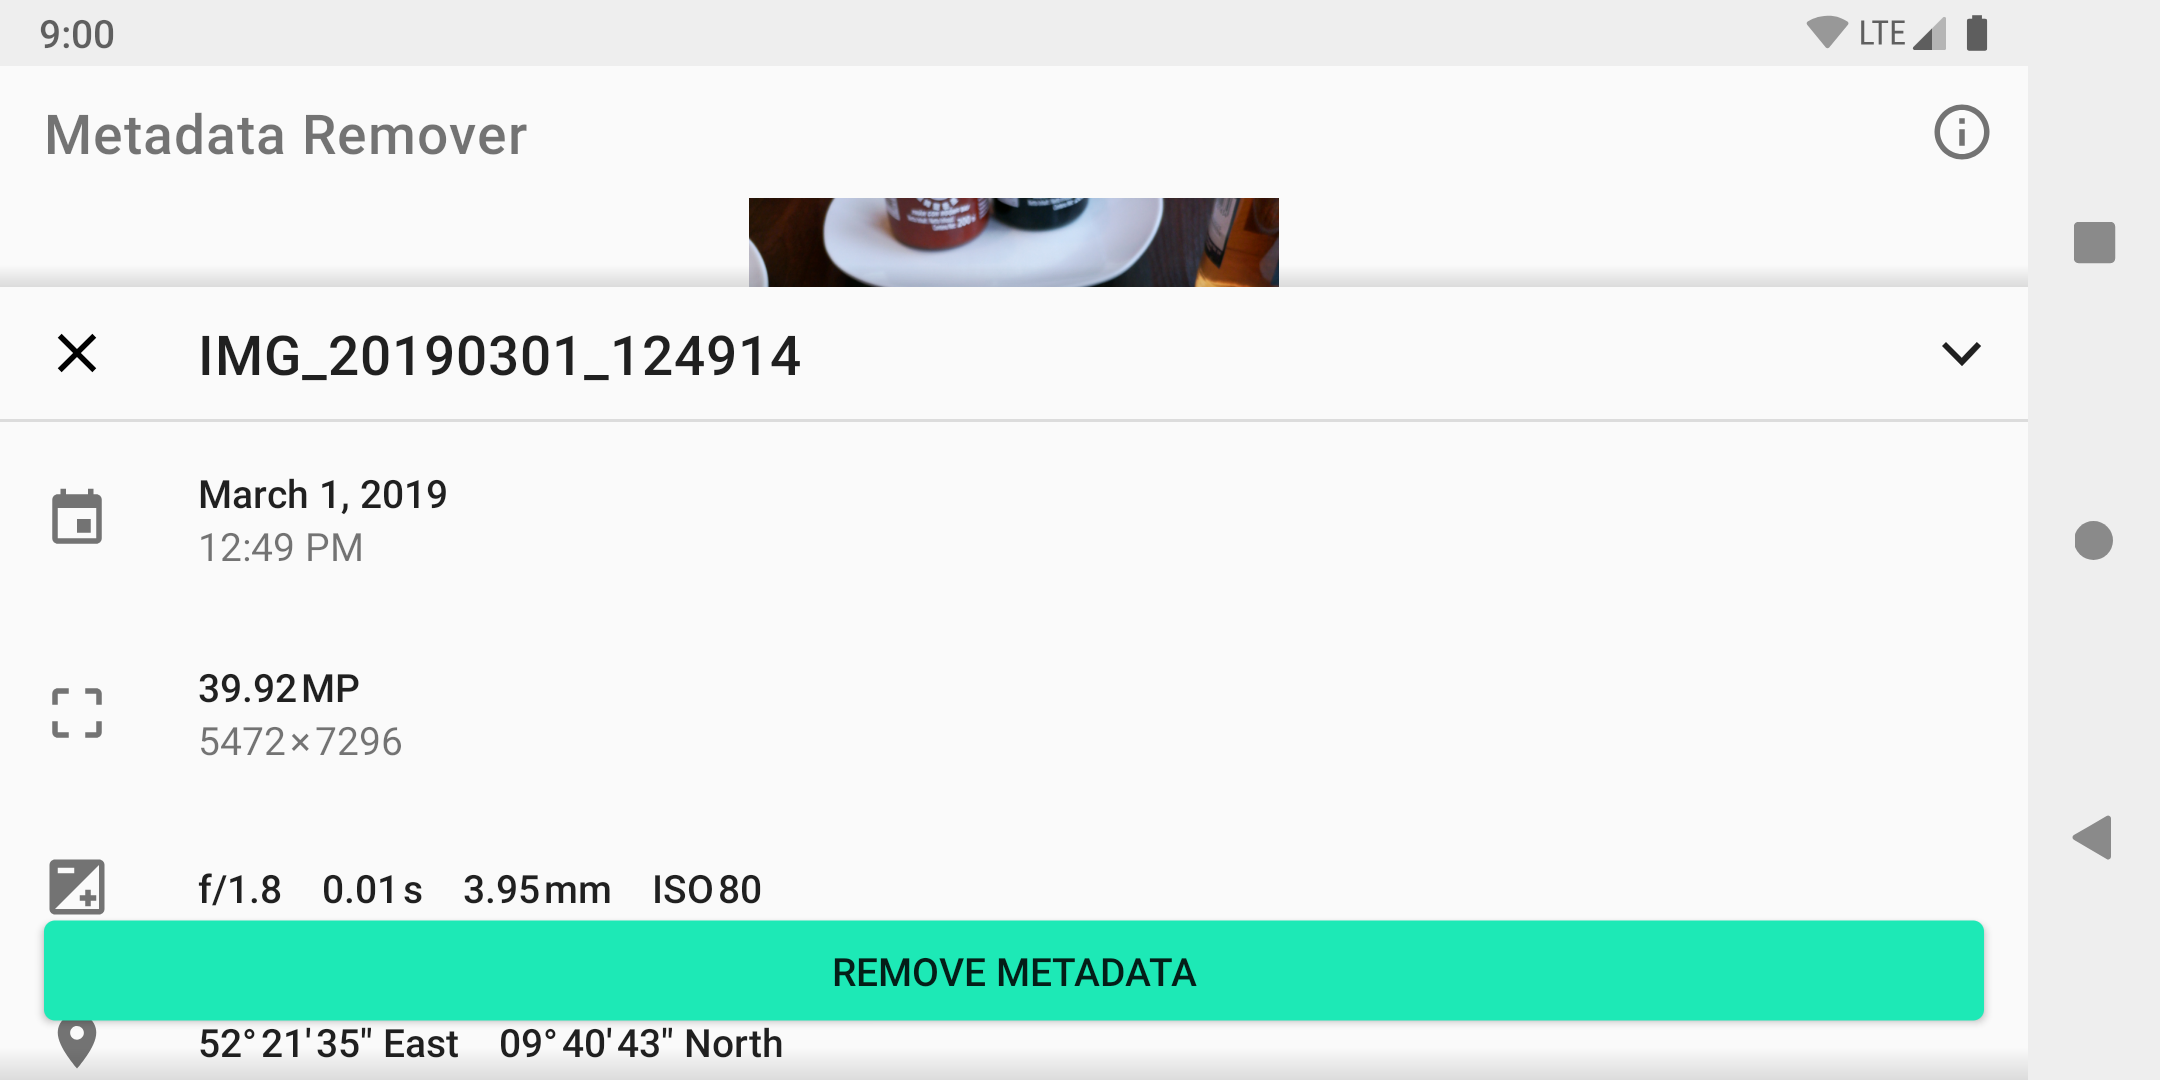 9:00 LTE
Metadata Remover
IMG_20190301_124914
March 1, 2019
12:49 PM
39.92 MP
5472×7296
f/1.8 0.01 s 3.95 mm ISO 80
REMOVE METADATA
52° 21' 35" East 09° 40' 43" North